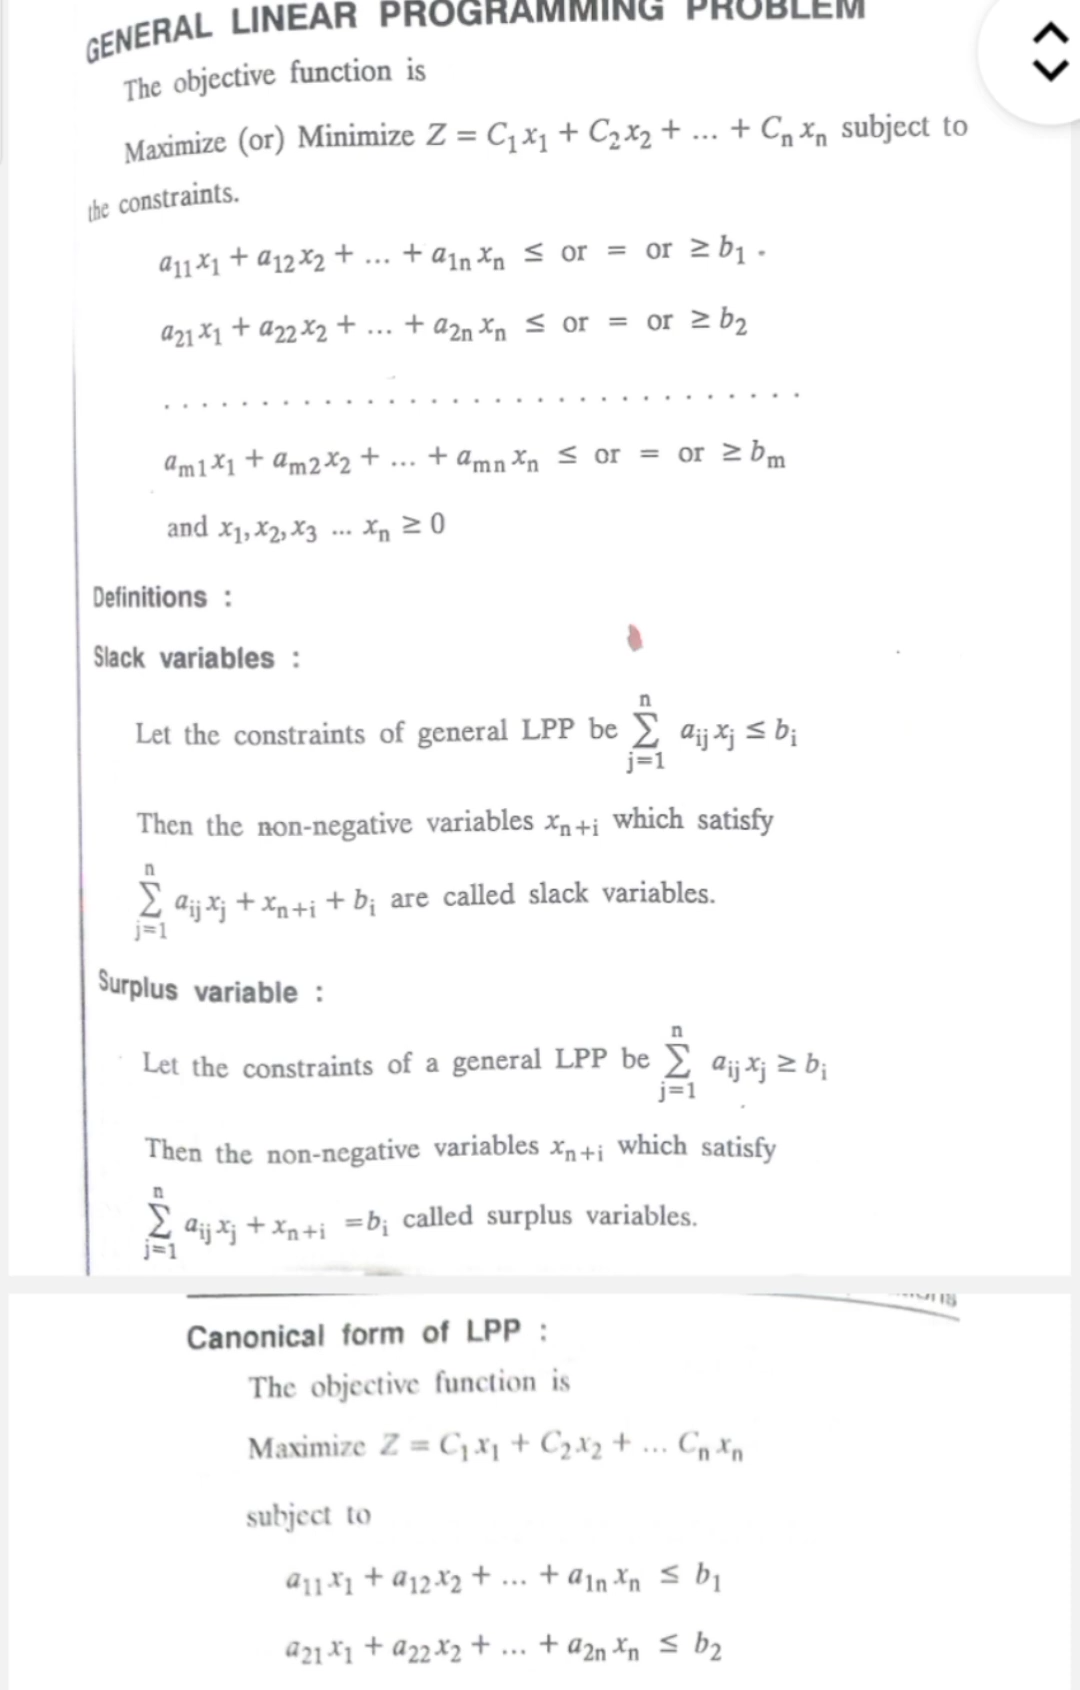 GENERAL LINEAR PROGRAMMING PROBLEM
The objective function is
Maximize (or) Minimize Z = C₁x₁ + C₂x₂ + ... + Cₙxₙ subject to
the constraints.
a₁₁x₁ + a₁₂x₂ + ... + a₁ₙxₙ ≤ or = or ≥ b₁ .
a₂₁x₁ + a₂₂x₂ + ... + a₂ₙxₙ ≤ or = or ≥ b₂
. . . . . . . . . . . . . . . . . . . . . . . . . . . . . . .
aₘ₁x₁ + aₘ₂x₂ + ... + aₘₙxₙ ≤ or = or ≥ bₘ
and x₁, x₂, x₃ ... xₙ ≥ 0
Definitions :
Slack variables :
Let the constraints of general LPP be ∑_{j=1}^{n} aᵢⱼxⱼ ≤ bᵢ
Then the non-negative variables xₙ₊ᵢ which satisfy
∑_{j=1}^{n} aᵢⱼxⱼ + xₙ₊ᵢ + bᵢ are called slack variables.
Surplus variable :
Let the constraints of a general LPP be ∑_{j=1}^{n} aᵢⱼxⱼ ≥ bᵢ
Then the non-negative variables xₙ₊ᵢ which satisfy
∑_{j=1}^{n} aᵢⱼxⱼ + xₙ₊ᵢ = bᵢ called surplus variables.
Canonical form of LPP :
The objective function is
Maximize Z = C₁x₁ + C₂x₂ + ... Cₙxₙ
subject to
a₁₁x₁ + a₁₂x₂ + ... + a₁ₙxₙ ≤ b₁
a₂₁x₁ + a₂₂x₂ + ... + a₂ₙxₙ ≤ b₂